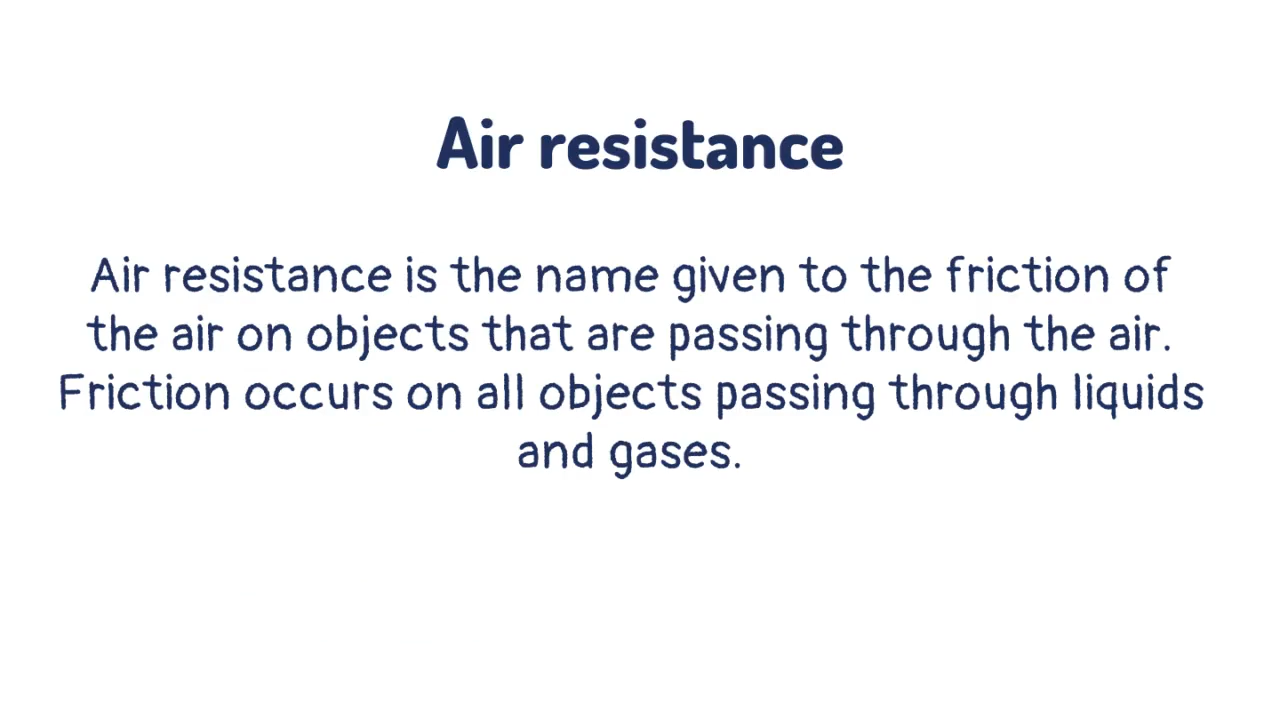 Air resistance
Air resistance is the name given to the friction of
the air on objects that are passing through the air.
Friction occurs on all objects passing through liquids
and gases.